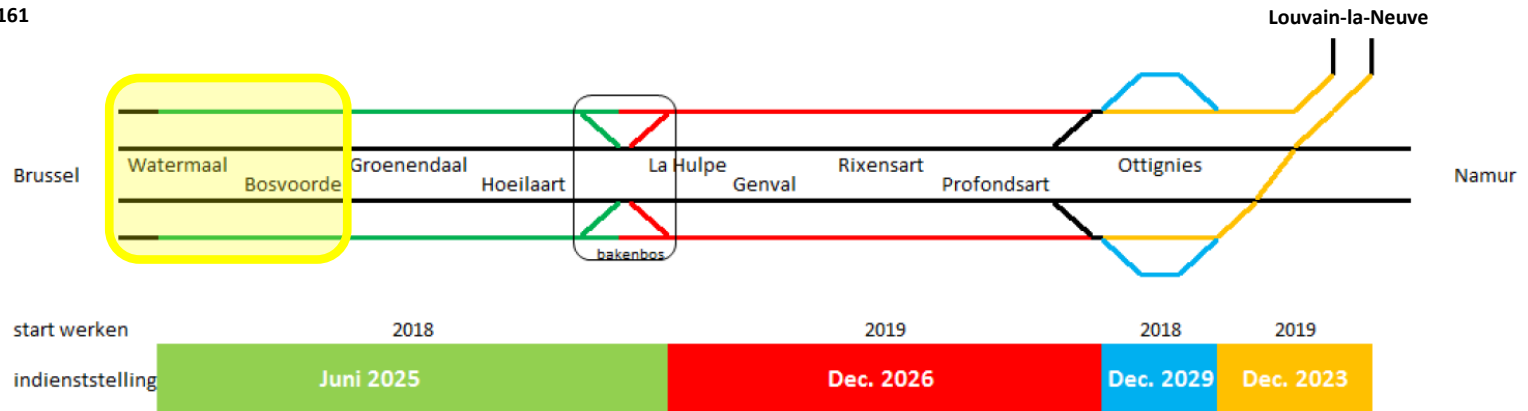 161
Louvain-la-Neuve
Brussel
Watermaal
Bosvoorde
Groenendaal
Hoeilaart
La Hulpe
Genval
Rixensart
Profondsart
Ottignies
Namur
bakenbos
start werken 2018 2019 2018 2019
indienststelling Juni 2025 Dec. 2026 Dec. 2029 Dec. 2023